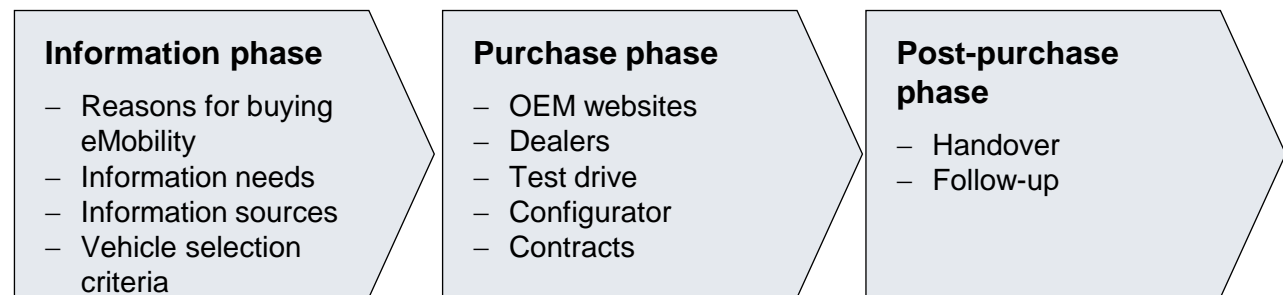 Information phase
– Reasons for buying
eMobility
– Information needs
– Information sources
– Vehicle selection
criteria
Purchase phase
– OEM websites
– Dealers
– Test drive
– Configurator
– Contracts
Post-purchase
phase
– Handover
– Follow-up